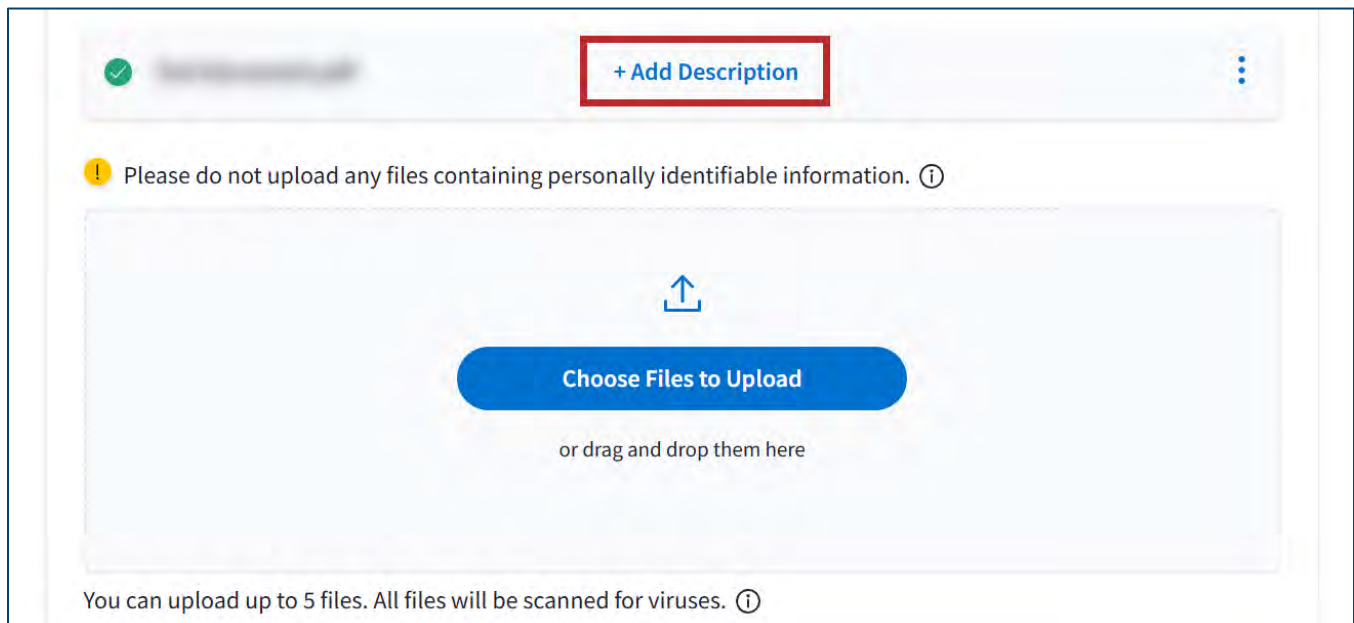 + Add Description
Please do not upload any files containing personally identifiable information.
Choose Files to Upload
or drag and drop them here
You can upload up to 5 files. All files will be scanned for viruses.